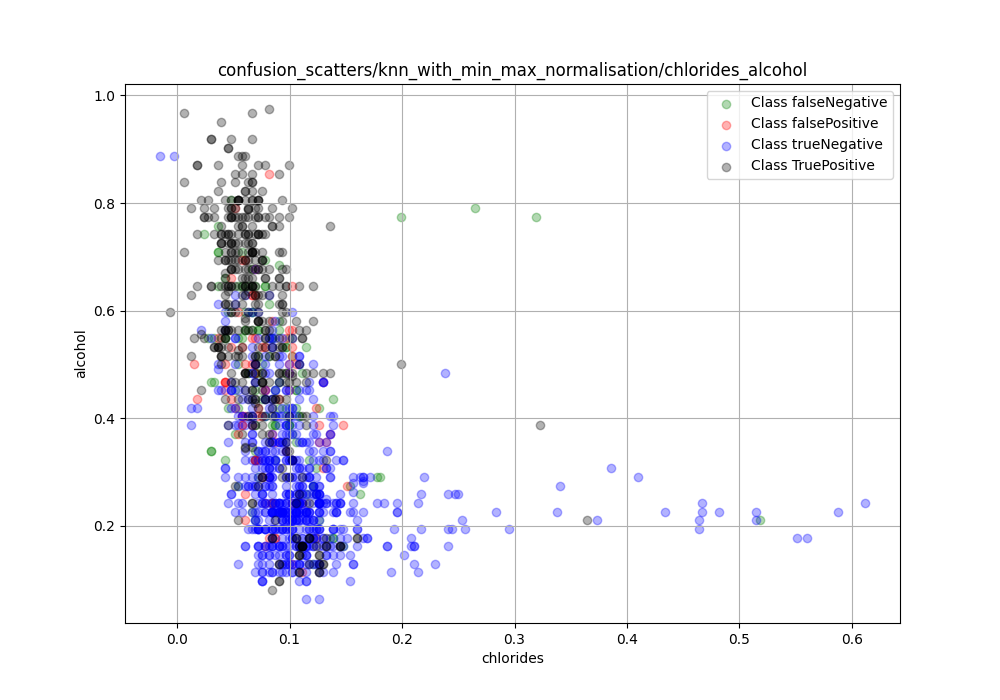 confusion_scatters/knn_with_min_max_normalisation/chlorides_alcohol
Class falseNegative
Class falsePositive
Class trueNegative
Class TruePositive
1.0
0.8
0.6
0.4
0.2
alcohol
0.0 0.1 0.2 0.3 0.4 0.5 0.6
chlorides